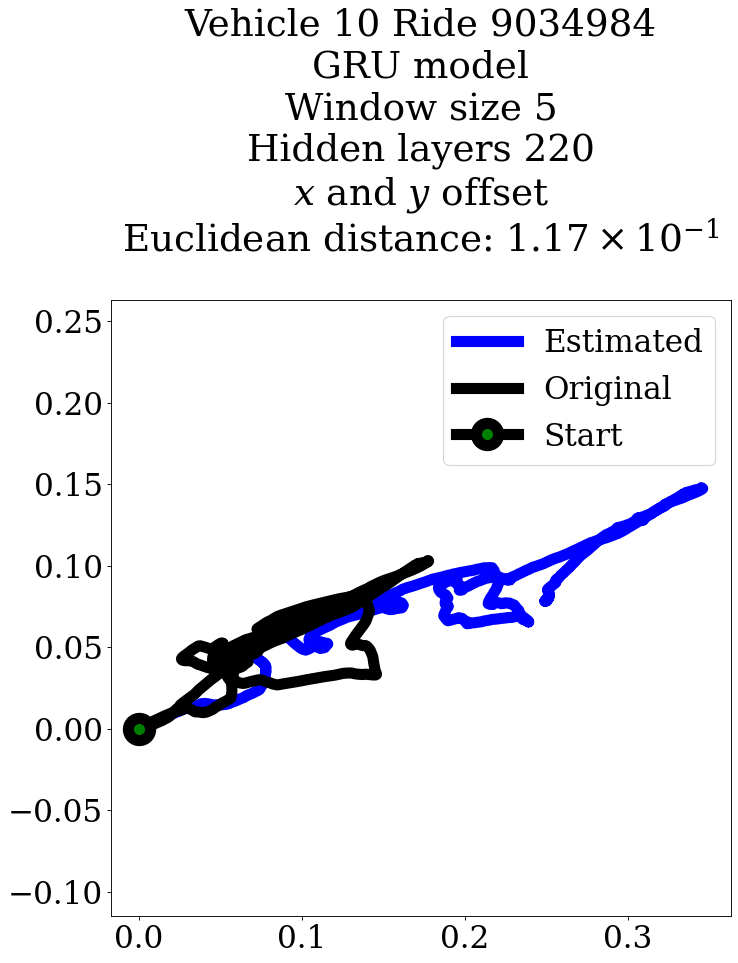 Vehicle 10 Ride 9034984
GRU model
Window size 5
Hidden layers 220
x and y offset
Euclidean distance: 1.17 × 10⁻¹
Estimated
Original
Start
0.25
0.20
0.15
0.10
0.05
0.00
−0.05
−0.10
0.0 0.1 0.2 0.3